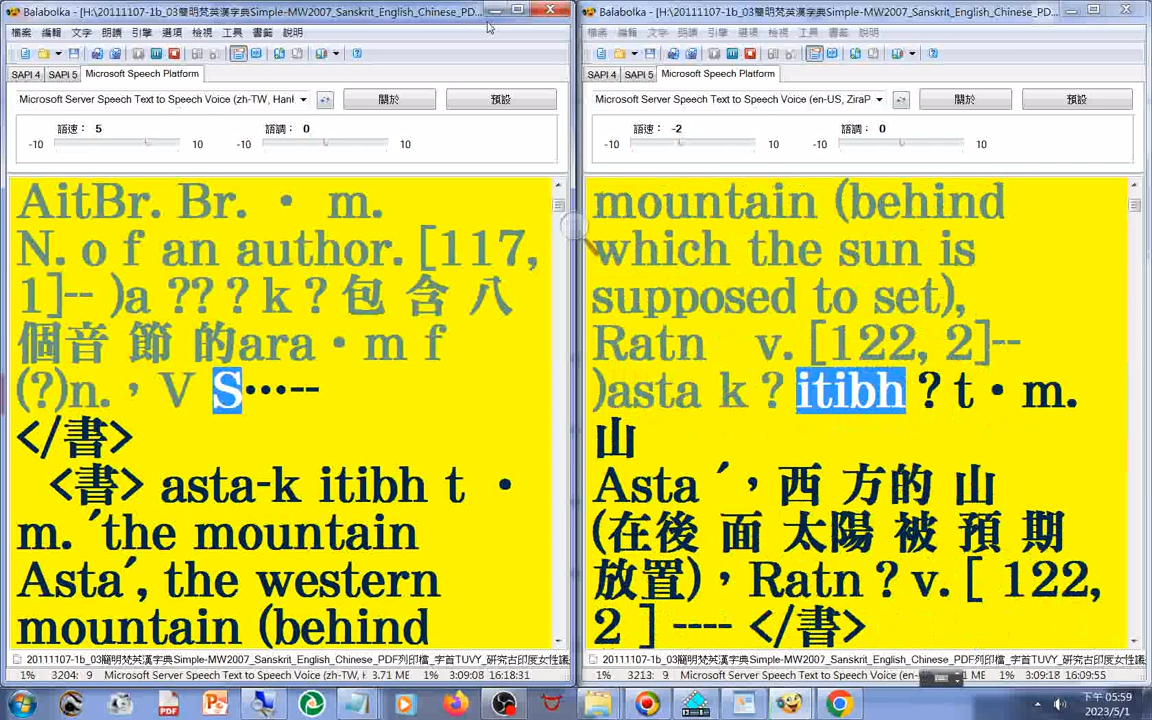 Balabolka - [H:\20111107-1b_03簡明梵英漢字典Simple-MW2007_Sanskrit_English_Chinese_PD...
檔案 編輯 文字 朗讀 引擎 選項 檢視 工具 書籤 說明
SAPI 4 SAPI 5 Microsoft Speech Platform
Microsoft Server Speech Text to Speech Voice (zh-TW, Han 關於 預設
語速： 5 語調： 0
-10 10 -10 10
AitBr. Br. · m.
N. o f an author. [117,
1]-- )a ?? ? k ? 包 含 八
個音 節 的ara · m f
(?)n. , V S…--
</書>
<書> asta-k itibh t ·
m. ´the mountain
Asta´, the western
mountain (behind
20111107-1b_03簡明梵英漢字典Simple-MW2007_Sanskrit_English_Chinese_PDF列印檔_字首TUVY_研究古印度女性議
1% 3204: 9 Microsoft Server Speech Text to Speech Voice (zh-TW, 3.71 ME 1% 3:09:08 16:18:31
Balabolka - [H:\20111107-1b_03簡明梵英漢字典Simple-MW2007_Sanskrit_English_Chinese_PD...
檔案 編輯 文字 朗讀 引擎 選項 檢視 工具 書籤 說明
SAPI 4 SAPI 5 Microsoft Speech Platform
Microsoft Server Speech Text to Speech Voice (en-US, ZiraP 關於 預設
語速： -2 語調： 0
-10 10 -10 10
mountain (behind
which the sun is
supposed to set),
Ratn v. [122, 2]--
)asta k ? itibh ? t · m.
山
Asta ´，西 方的 山
(在後 面 太陽 被 預 期
放置)，Ratn ? v. [ 122,
2 ] ---- </書>
20111107-1b_03簡明梵英漢字典Simple-MW2007_Sanskrit_English_Chinese_PDF列印檔_字首TUVY_研究古印度女性議
1% 3213: 9 Microsoft Server Speech Text to Speech Voice (en-U 3.71 ME 1% 3:09:18 16:09:55
下午 05:59
2023/5/1